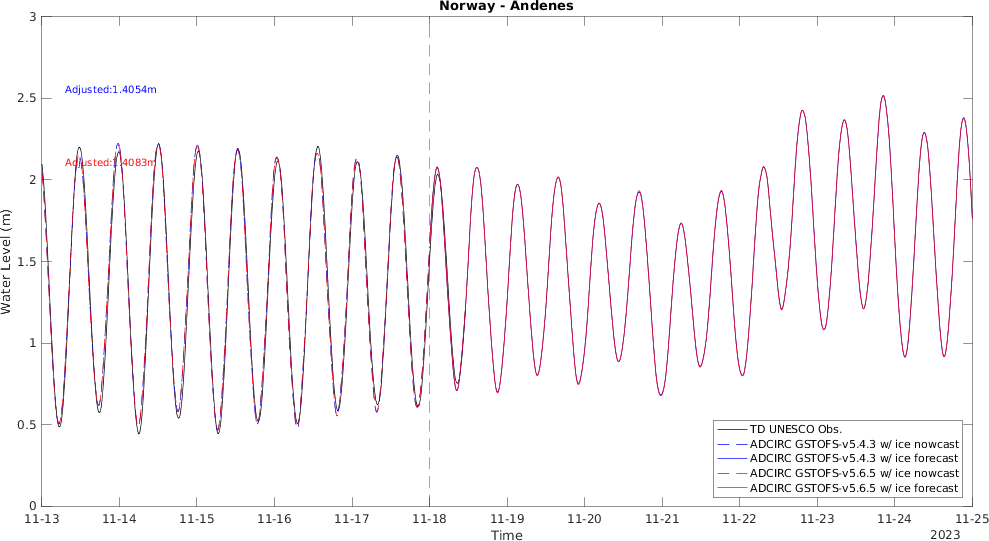 Norway - Andenes
3
2.5
2
1.5
1
0.5
0
Water Level (m)
Adjusted:1.4054m
Adjusted:1.4083m
TD UNESCO Obs.
ADCIRC GSTOFS-v5.4.3 w/ ice nowcast
ADCIRC GSTOFS-v5.4.3 w/ ice forecast
ADCIRC GSTOFS-v5.6.5 w/ ice nowcast
ADCIRC GSTOFS-v5.6.5 w/ ice forecast
11-13 11-14 11-15 11-16 11-17 11-18 11-19 11-20 11-21 11-22 11-23 11-24 11-25
Time
2023